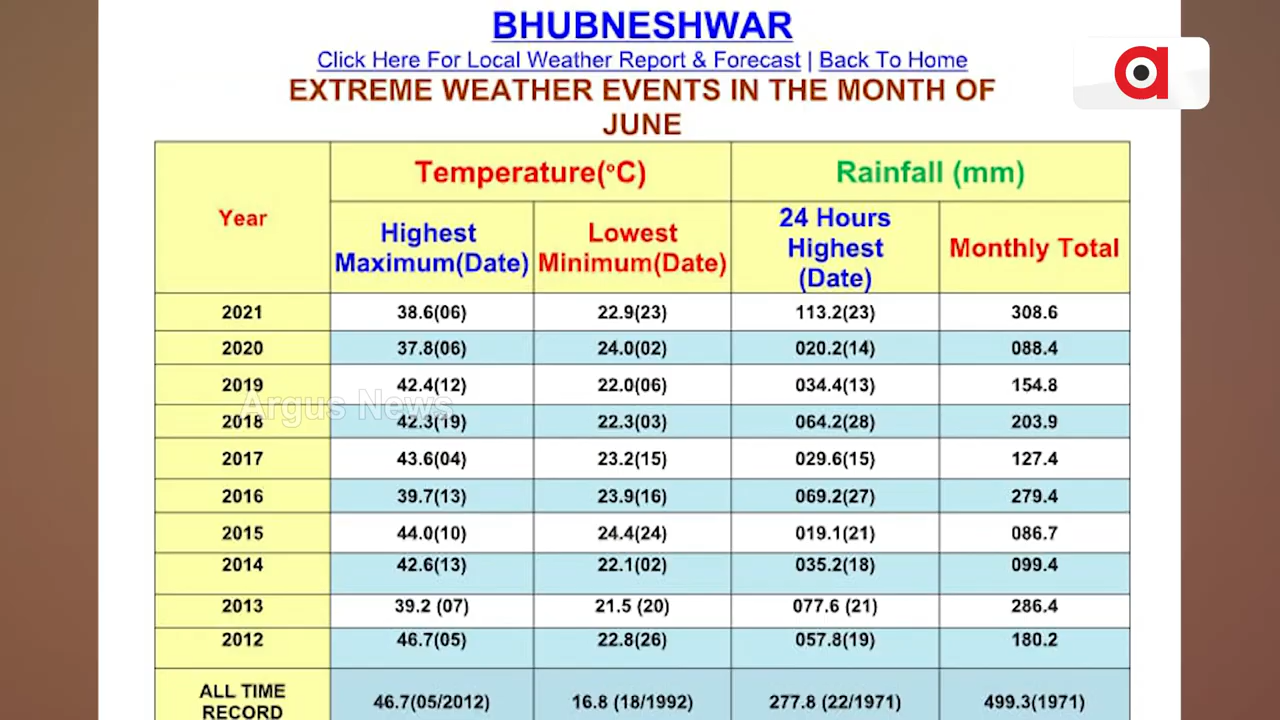 BHUBNESHWAR
Click Here For Local Weather Report & Forecast | Back To Home
EXTREME WEATHER EVENTS IN THE MONTH OF
JUNE
Year
Temperature(°C)
Rainfall (mm)
Highest
Maximum(Date)
Lowest
Minimum(Date)
24 Hours
Highest
(Date)
Monthly Total
2021 38.6(06) 22.9(23) 113.2(23) 308.6
2020 37.8(06) 24.0(02) 020.2(14) 088.4
2019 42.4(12) 22.0(06) 034.4(13) 154.8
Argus News
2018 42.3(19) 22.3(03) 064.2(28) 203.9
2017 43.6(04) 23.2(15) 029.6(15) 127.4
2016 39.7(13) 23.9(16) 069.2(27) 279.4
2015 44.0(10) 24.4(24) 019.1(21) 086.7
2014 42.6(13) 22.1(02) 035.2(18) 099.4
2013 39.2 (07) 21.5 (20) 077.6 (21) 286.4
2012 46.7(05) 22.8(26) 057.8(19) 180.2
ALL TIME
RECORD
46.7(05/2012) 16.8 (18/1992) 277.8 (22/1971) 499.3(1971)
a